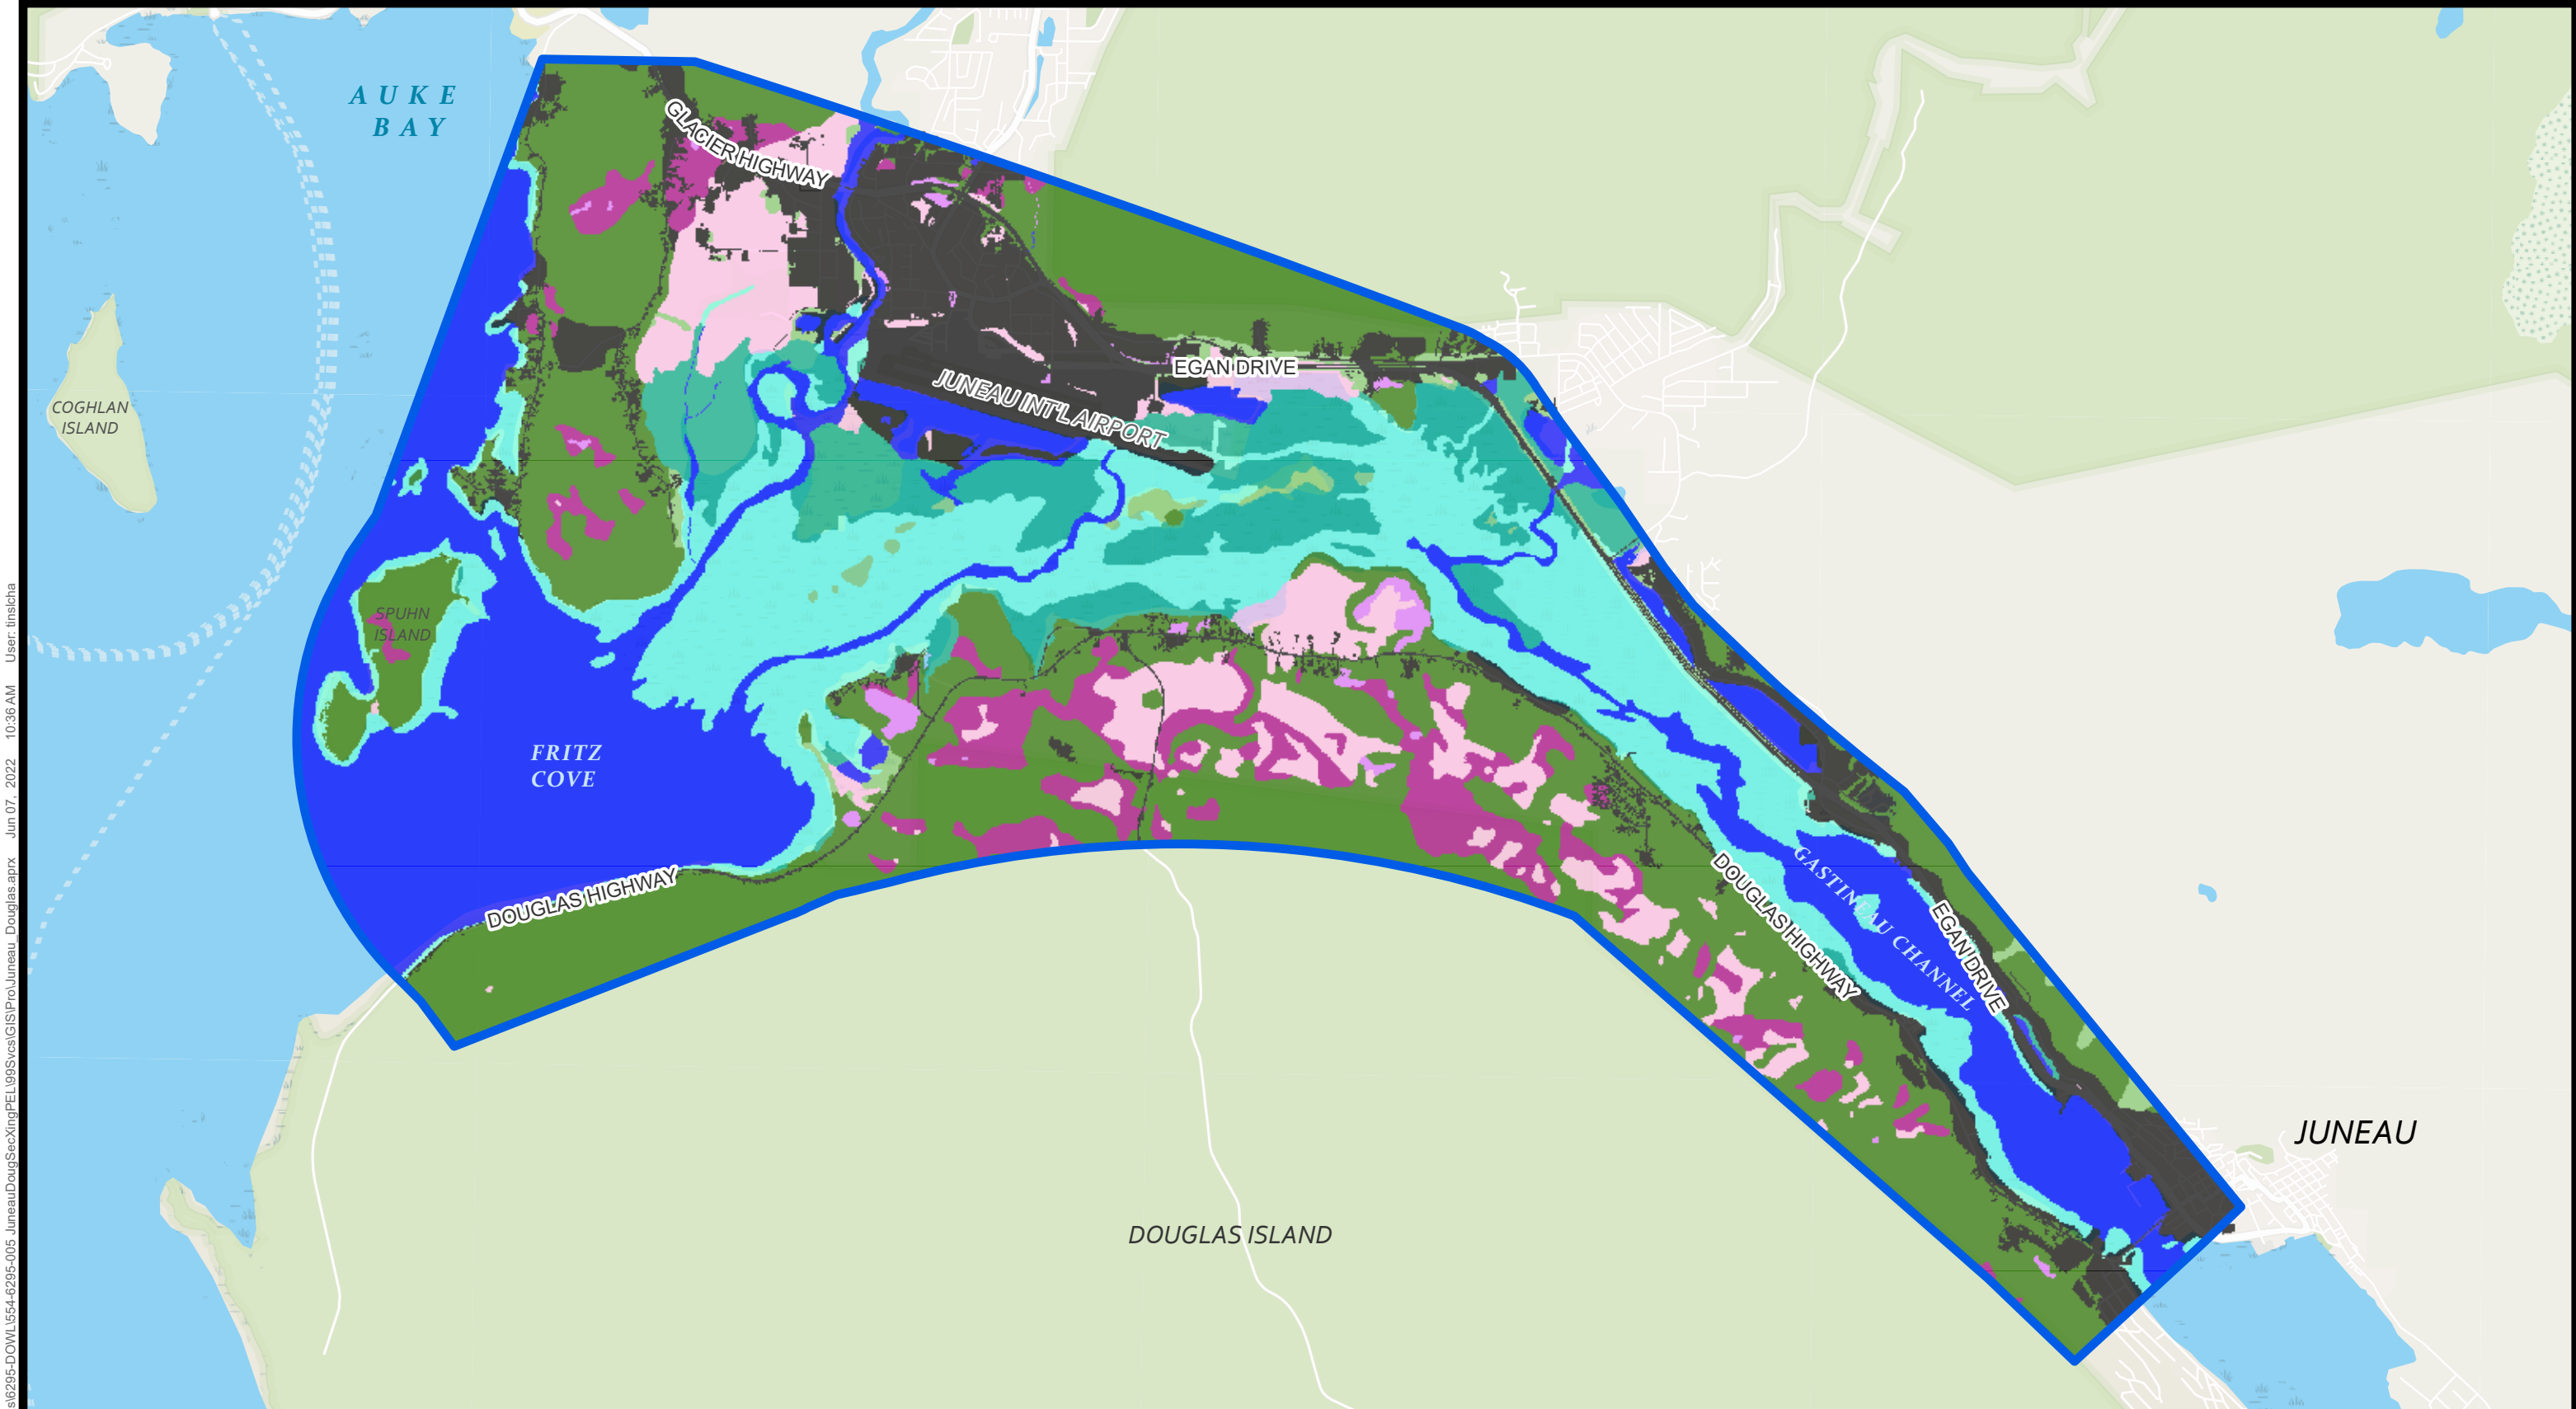 AUKE
BAY
GLACIER HIGHWAY
EGAN DRIVE
JUNEAU INT'L AIRPORT
COGHLAN
ISLAND
SPUHN
ISLAND
FRITZ
COVE
DOUGLAS HIGHWAY
DOUGLAS HIGHWAY
GASTINEAU CHANNEL
EGAN DRIVE
JUNEAU
DOUGLAS ISLAND
s\6295-DOWL\554-6295-005 JuneauDougSecXingPEL\99Svcs\GIS\Pro\Juneau_Douglas.aprx Jun 07, 2022 10:36 AM User: tinslcha